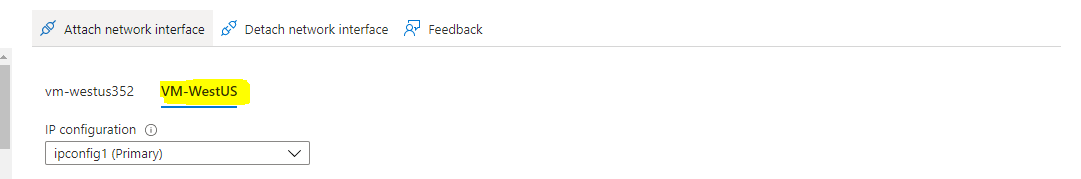 Attach network interface Detach network interface Feedback
vm-westus352 VM-WestUS
IP configuration
ipconfig1 (Primary)